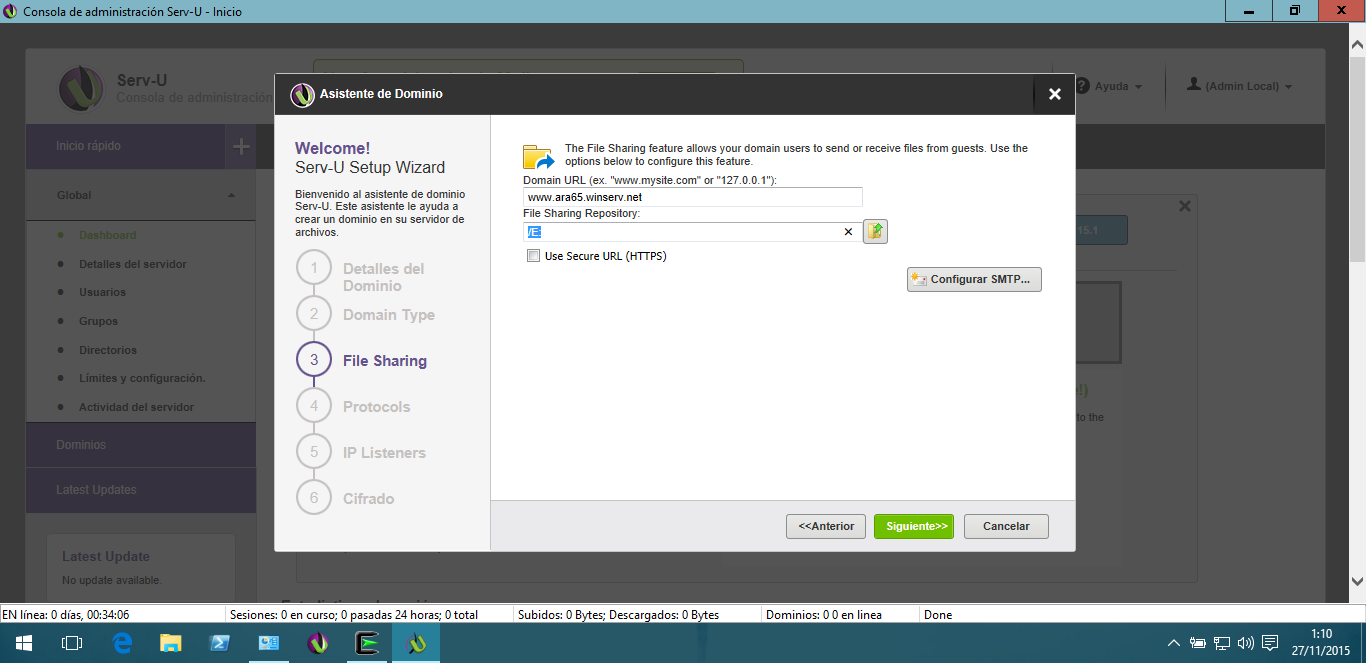 Consola de administración Serv-U - Inicio
Serv-U
Consola de administración
Ayuda
(Admin Local)
Inicio rápido
Global
Dashboard
Detalles del servidor
Usuarios
Grupos
Directorios
Límites y configuración.
Actividad del servidor
Dominios
Latest Updates
Latest Update
No update available.
15.1
!)
to the
Asistente de Dominio
Welcome!
Serv-U Setup Wizard
Bienvenido al asistente de dominio
Serv-U. Este asistente le ayuda a
crear un dominio en su servidor de
archivos.
1 Detalles del
Dominio
2 Domain Type
3 File Sharing
4 Protocols
5 IP Listeners
6 Cifrado
The File Sharing feature allows your domain users to send or receive files from guests. Use the
options below to configure this feature.
Domain URL (ex. "www.mysite.com" or "127.0.0.1"):
www.ara65.winserv.net
File Sharing Repository:
/E:
Use Secure URL (HTTPS)
Configurar SMTP...
<<Anterior
Siguiente>>
Cancelar
EN línea: 0 días, 00:34:06
Sesiones: 0 en curso; 0 pasadas 24 horas; 0 total
Subidos: 0 Bytes; Descargados: 0 Bytes
Dominios: 0 0 en linea
Done
1:10
27/11/2015